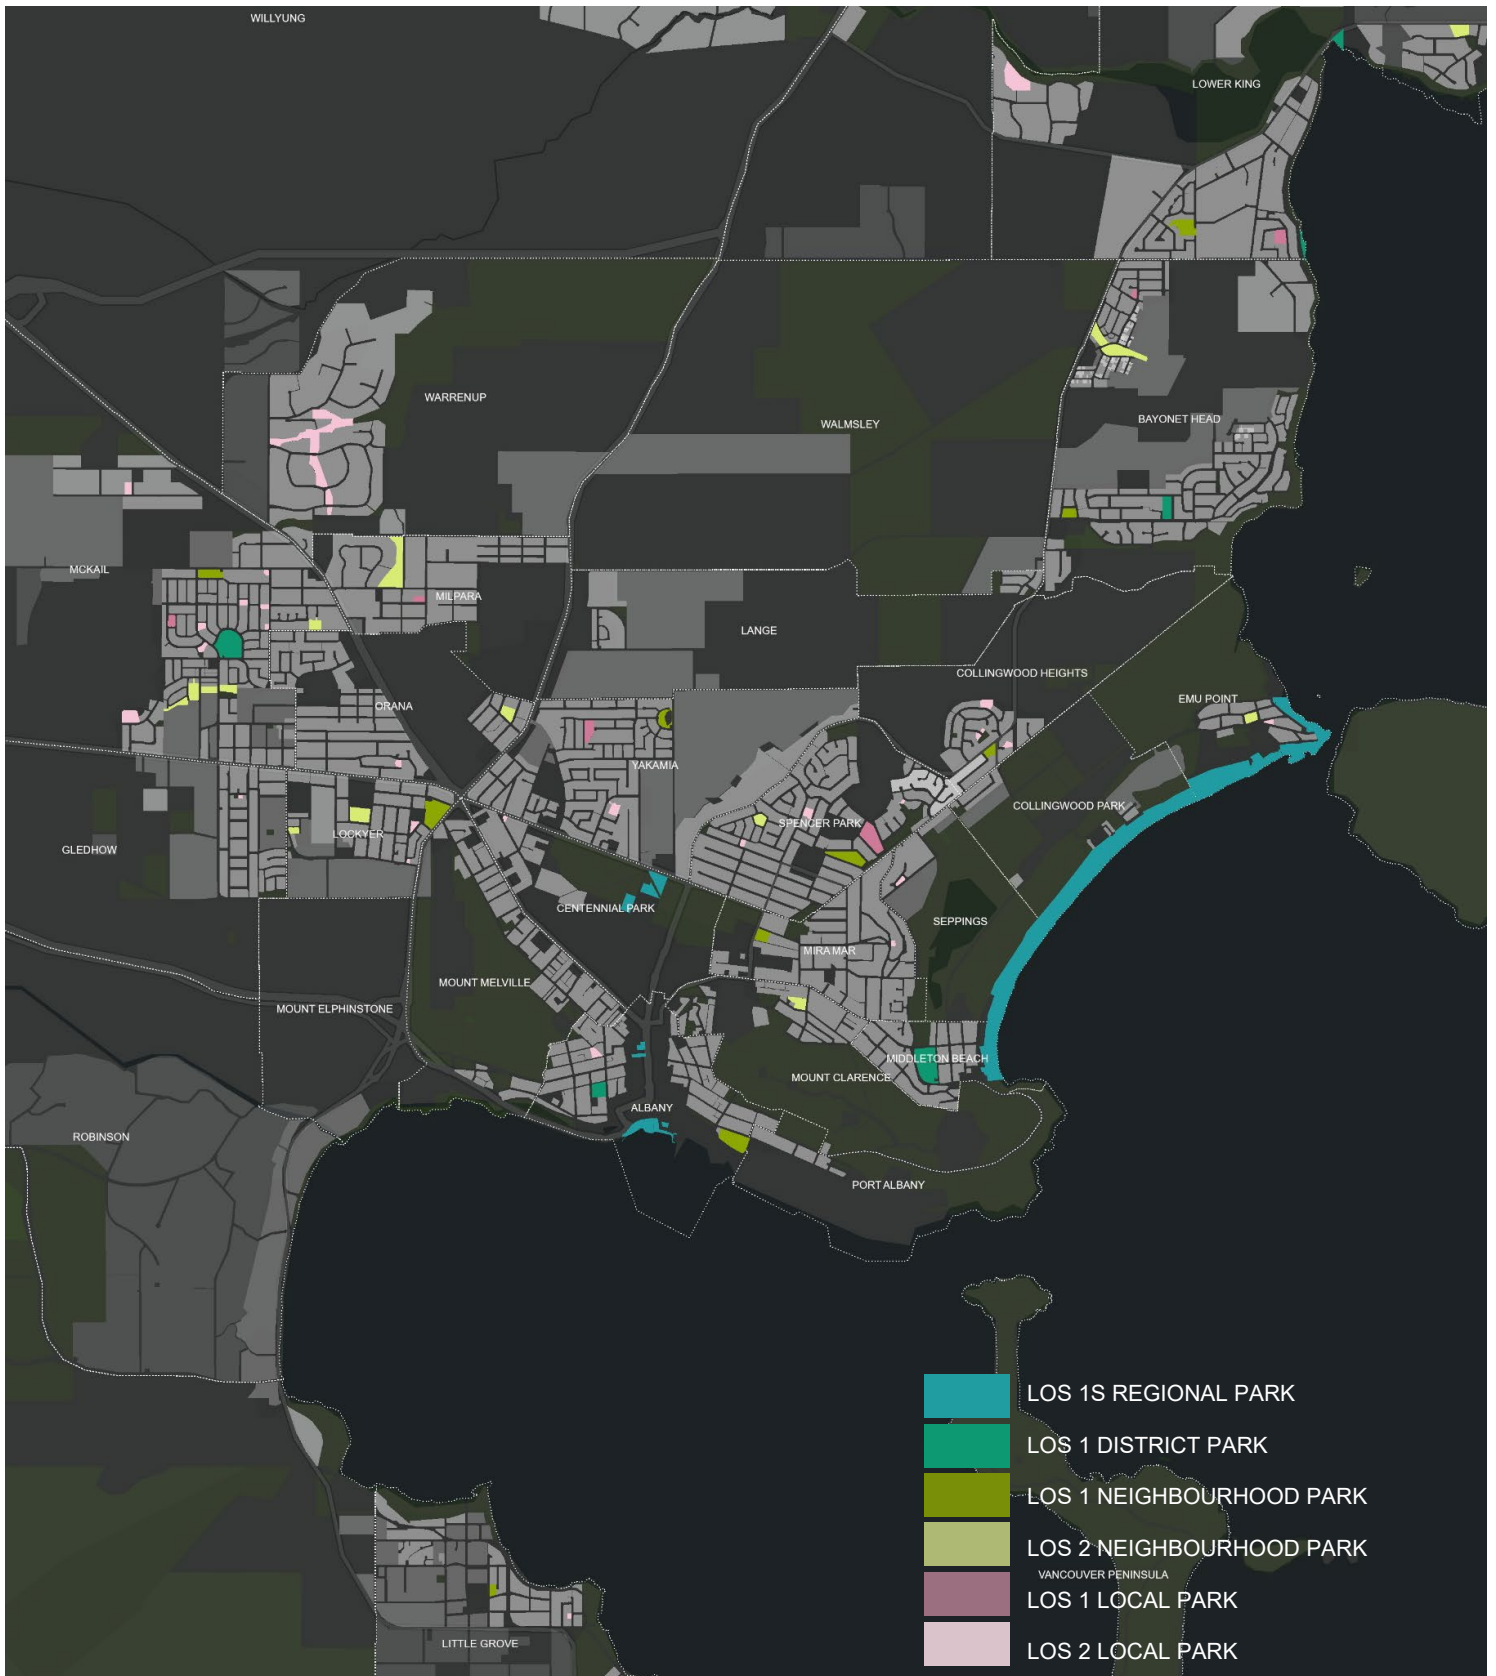 WILLYUNG
LOWER KING
WARRENUP
WALMSLEY
BAYONET HEAD
MCKAIL
MILPARA
LANGE
COLLINGWOOD HEIGHTS
EMU POINT
ORANA
YAKAMIA
COLLINGWOOD PARK
SPENCER PARK
LOCKYER
GLEDHOW
CENTENNIAL PARK
SEPPINGS
MIRA MAR
MOUNT MELVILLE
MOUNT ELPHINSTONE
MIDDLETON BEACH
MOUNT CLARENCE
ALBANY
ROBINSON
PORT ALBANY
LOS 1S REGIONAL PARK
LOS 1 DISTRICT PARK
LOS 1 NEIGHBOURHOOD PARK
LOS 2 NEIGHBOURHOOD PARK
VANCOUVER PENINSULA
LOS 1 LOCAL PARK
LITTLE GROVE
LOS 2 LOCAL PARK